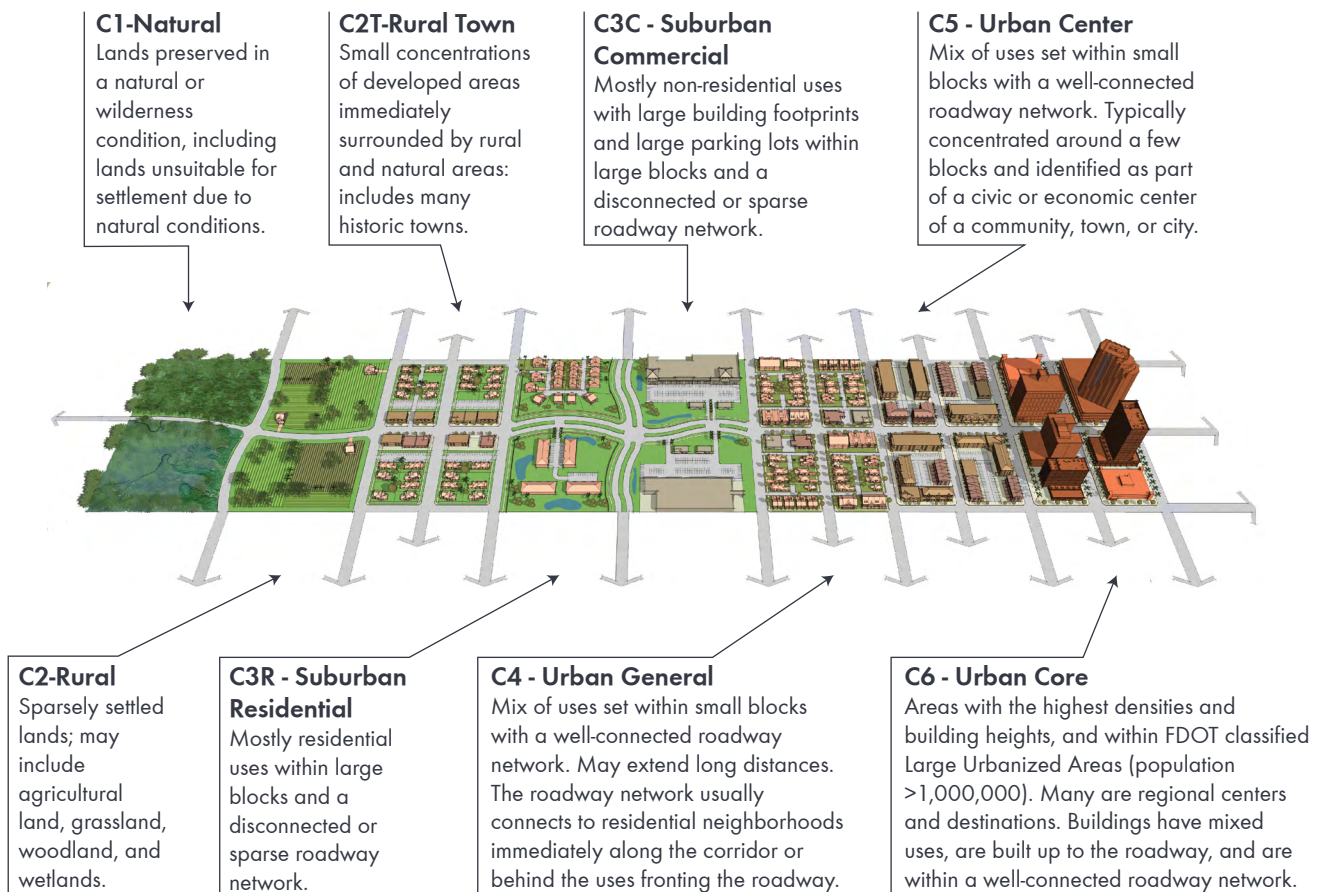 C1-Natural
Lands preserved in
a natural or
wilderness
condition, including
lands unsuitable for
settlement due to
natural conditions.
C2T-Rural Town
Small concentrations
of developed areas
immediately
surrounded by rural
and natural areas:
includes many
historic towns.
C3C - Suburban
Commercial
Mostly non-residential uses
with large building footprints
and large parking lots within
large blocks and a
disconnected or sparse
roadway network.
C5 - Urban Center
Mix of uses set within small
blocks with a well-connected
roadway network. Typically
concentrated around a few
blocks and identified as part
of a civic or economic center
of a community, town, or city.
C2-Rural
Sparsely settled
lands; may
include
agricultural
land, grassland,
woodland, and
wetlands.
C3R - Suburban
Residential
Mostly residential
uses within large
blocks and a
disconnected or
sparse roadway
network.
C4 - Urban General
Mix of uses set within small blocks
with a well-connected roadway
network. May extend long distances.
The roadway network usually
connects to residential neighborhoods
immediately along the corridor or
behind the uses fronting the roadway.
C6 - Urban Core
Areas with the highest densities and
building heights, and within FDOT classified
Large Urbanized Areas (population
>1,000,000). Many are regional centers
and destinations. Buildings have mixed
uses, are built up to the roadway, and are
within a well-connected roadway network.